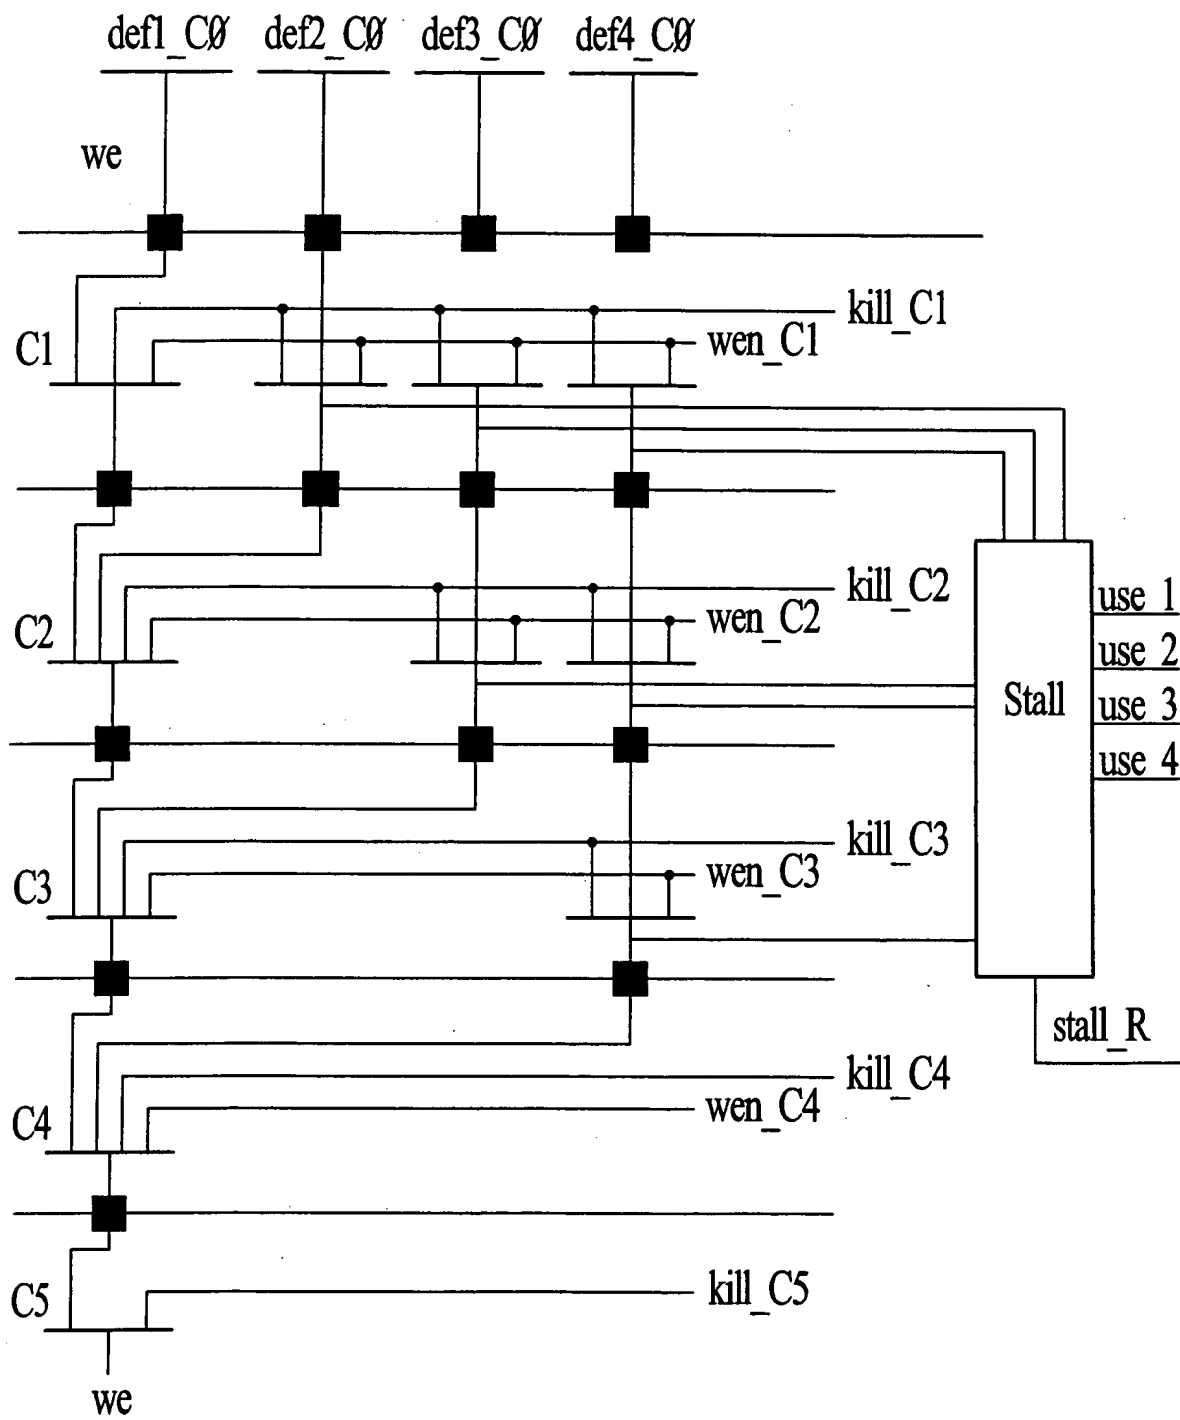 def1_CØ def2_CØ def3_CØ def4_CØ
we
kill_C1
wen_C1
C1
kill_C2
wen_C2
C2
use 1
use 2
Stall
use 3
use 4
kill_C3
wen_C3
C3
stall_R
kill_C4
wen_C4
C4
kill_C5
C5
we